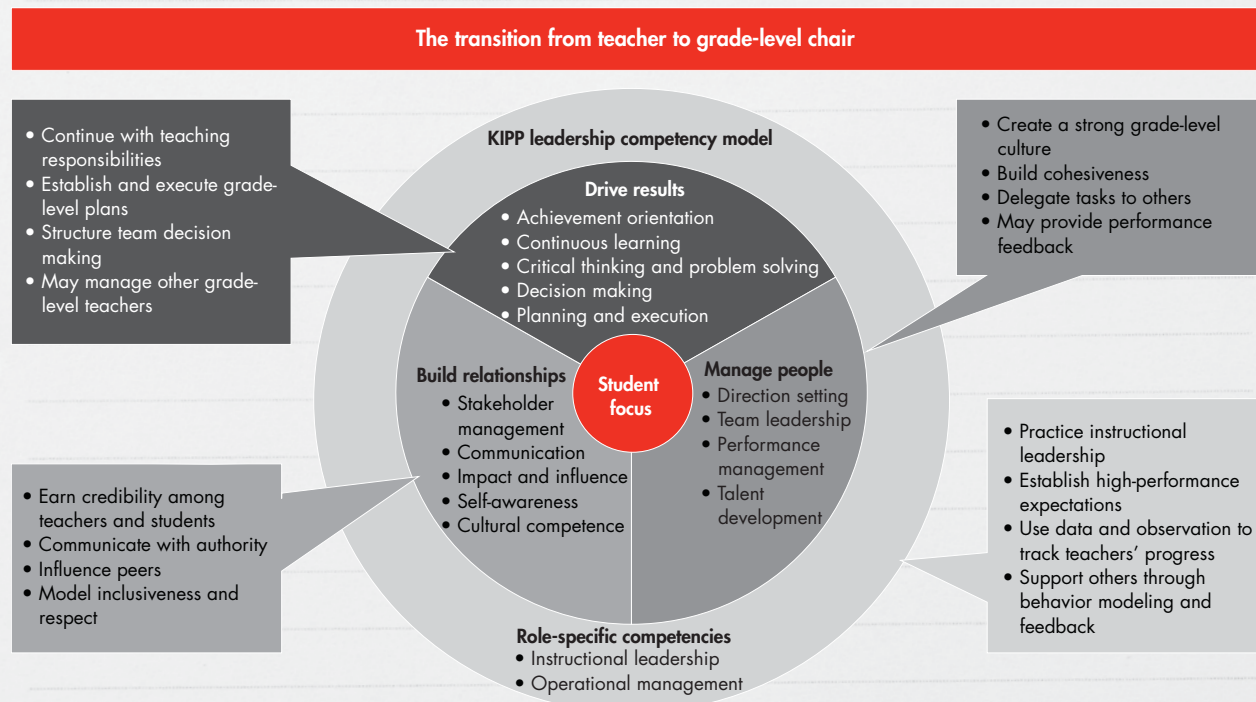 The transition from teacher to grade-level chair
• Continue with teaching
responsibilities
• Establish and execute grade-
level plans
• Structure team decision
making
• May manage other grade-
level teachers
KIPP leadership competency model
Drive results
• Achievement orientation
• Continuous learning
• Critical thinking and problem solving
• Decision making
• Planning and execution
• Create a strong grade-level
culture
• Build cohesiveness
• Delegate tasks to others
• May provide performance
feedback
Build relationships
• Stakeholder
management
• Communication
• Impact and influence
• Self-awareness
• Cultural competence
Student
focus
Manage people
• Direction setting
• Team leadership
• Performance
management
• Talent
development
• Earn credibility among
teachers and students
• Communicate with authority
• Influence peers
• Model inclusiveness and
respect
• Practice instructional
leadership
• Establish high-performance
expectations
• Use data and observation to
track teachers’ progress
• Support others through
behavior modeling and
feedback
Role-specific competencies
• Instructional leadership
• Operational management